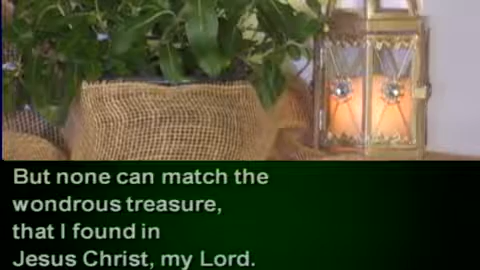 But none can match the
wondrous treasure,
that I found in
Jesus Christ, my Lord.